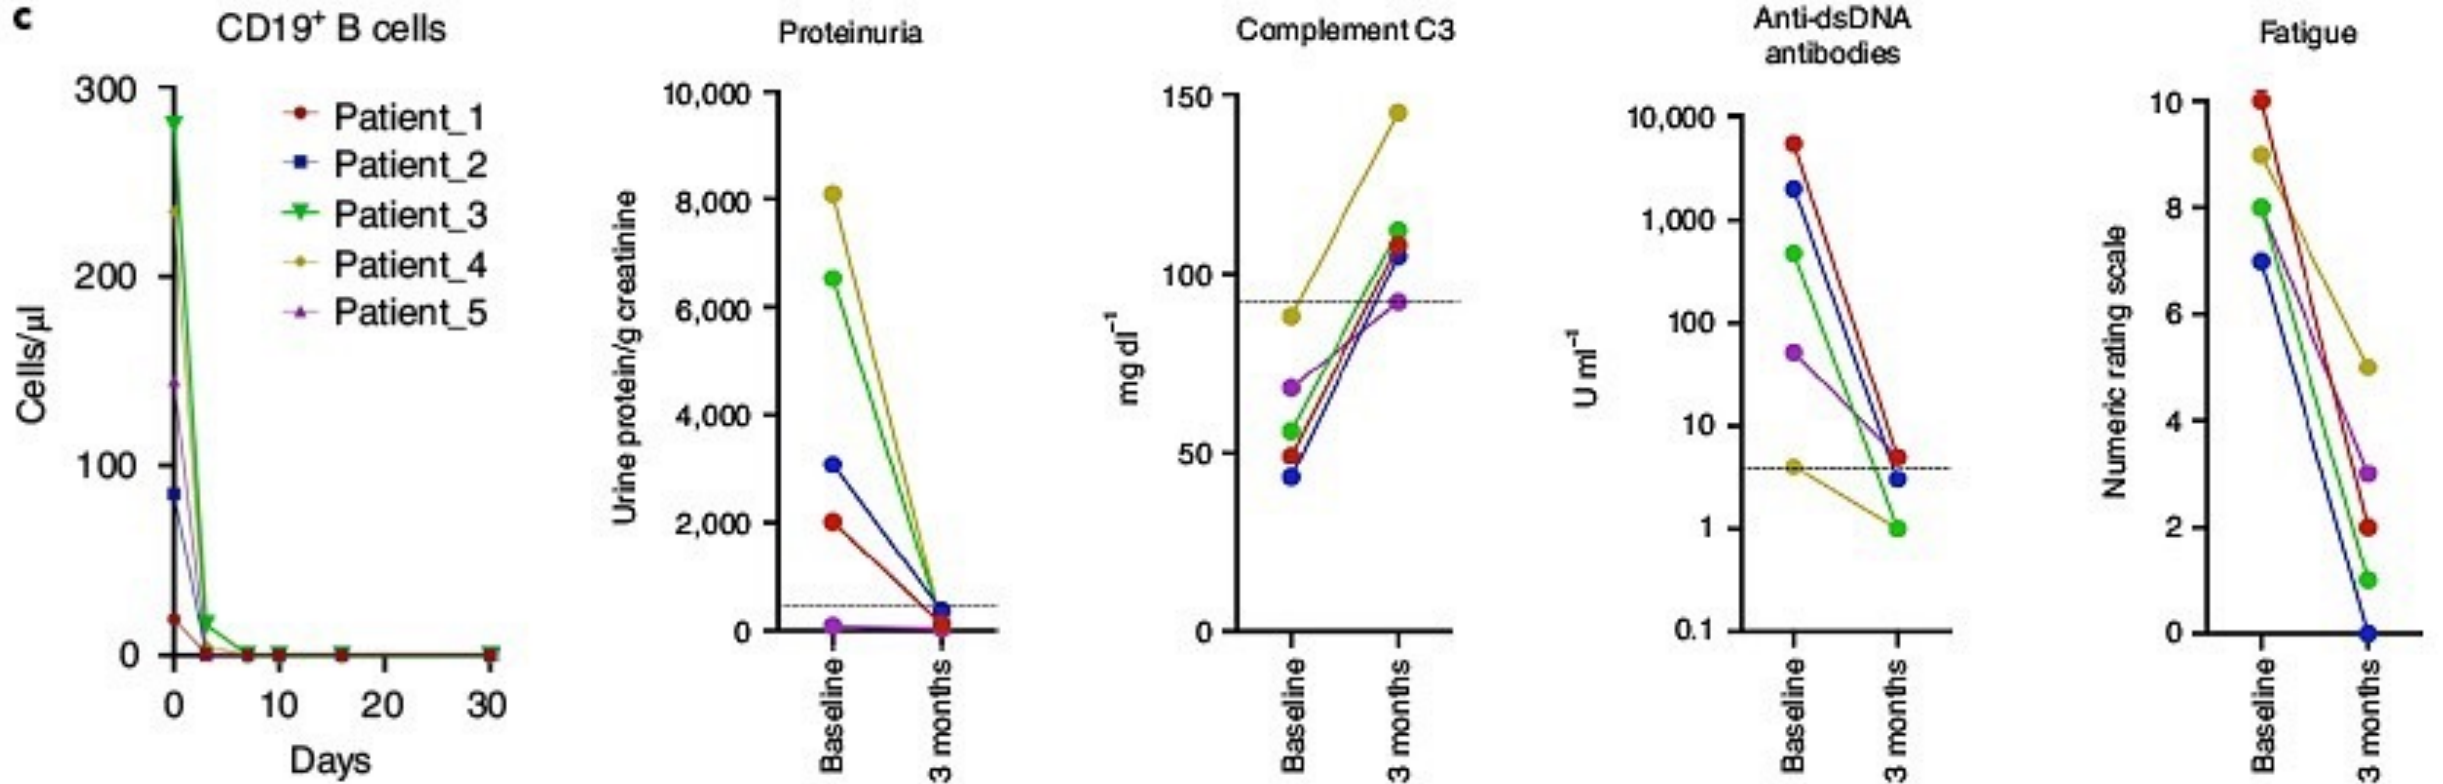 c
CD19⁺ B cells
Cells/µl
300
200
100
0
0 10 20 30
Days
Patient_1
Patient_2
Patient_3
Patient_4
Patient_5
Proteinuria
Urine protein/g creatinine
10,000
8,000
6,000
4,000
2,000
0
Baseline
3 months
Complement C3
mg dl⁻¹
150
100
50
0
Baseline
3 months
Anti-dsDNA
antibodies
U ml⁻¹
10,000
1,000
100
10
1
0.1
Baseline
3 months
Fatigue
Numeric rating scale
10
8
6
4
2
0
Baseline
3 months